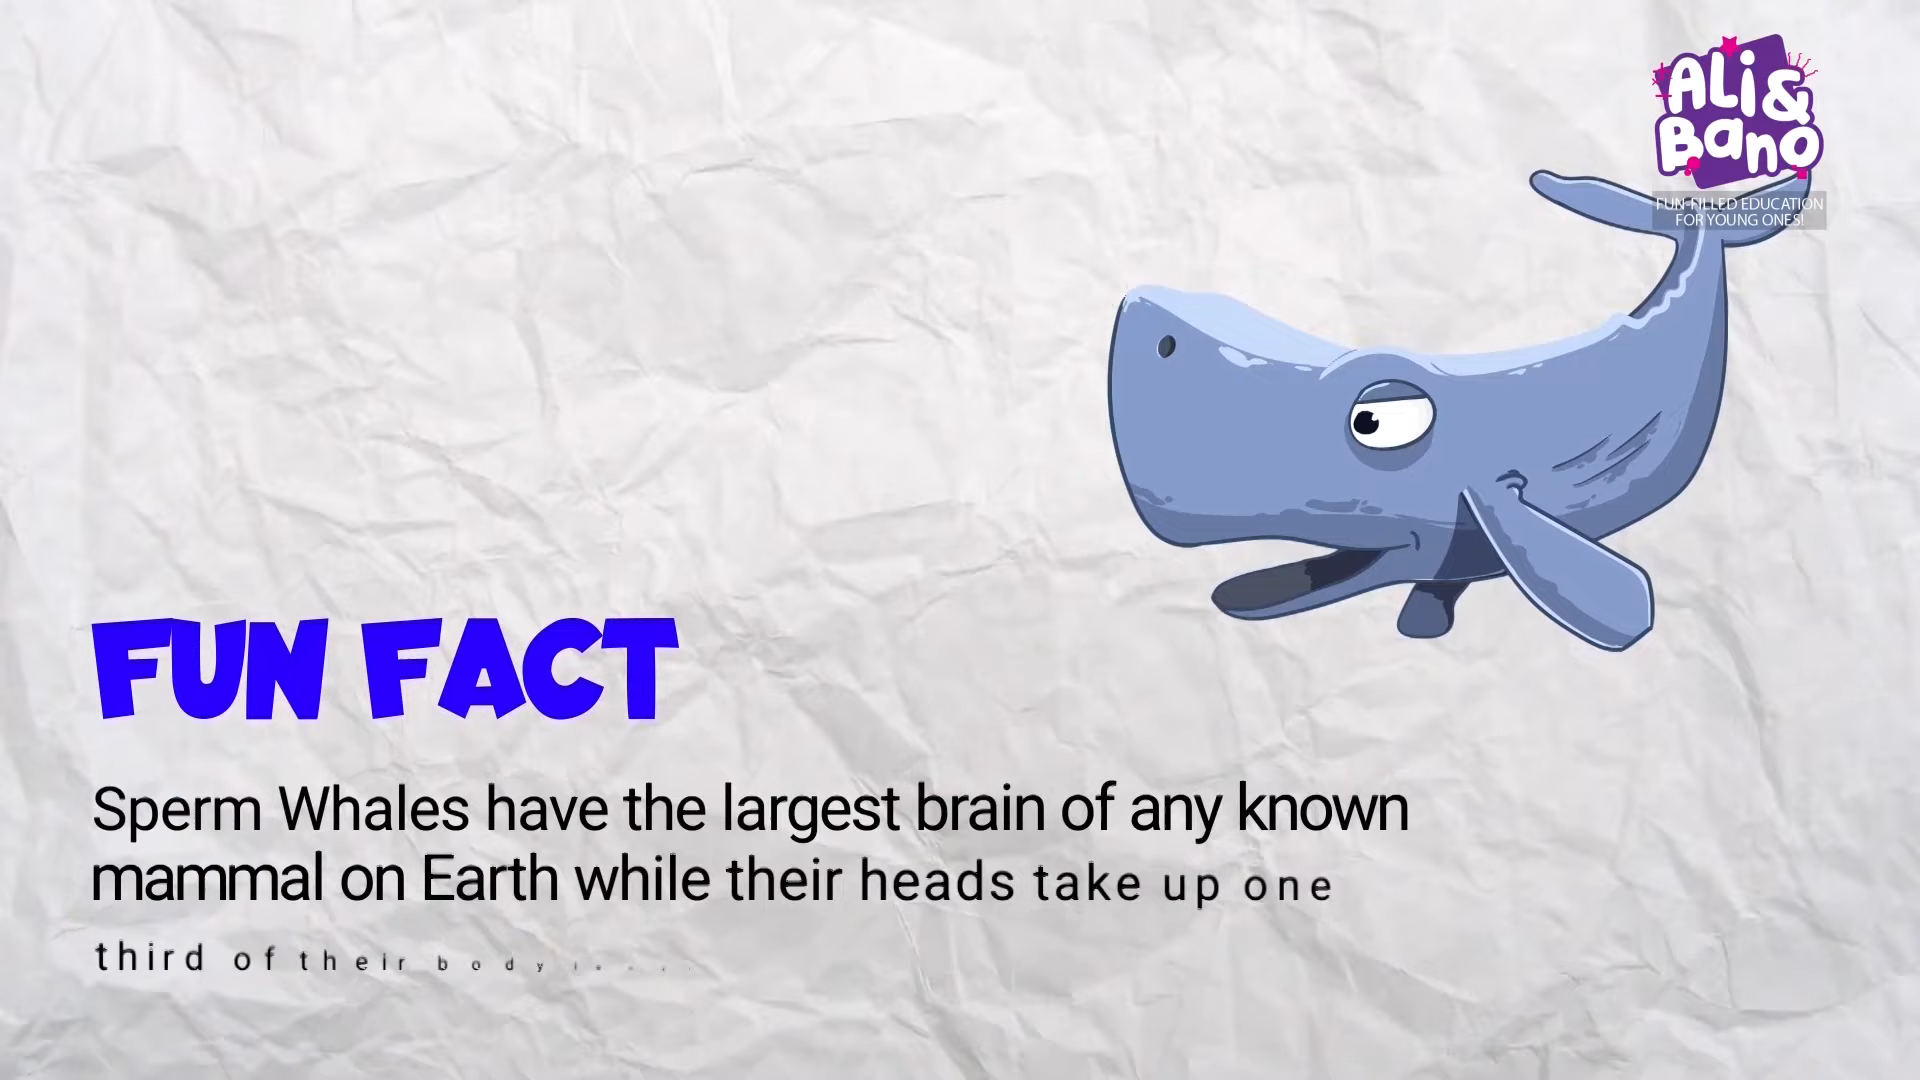 ALi&
Bano
FUN-FILLED EDUCATION
FOR YOUNG ONES!
FUN FACT
Sperm Whales have the largest brain of any known
mammal on Earth while their heads take up one
third of their body